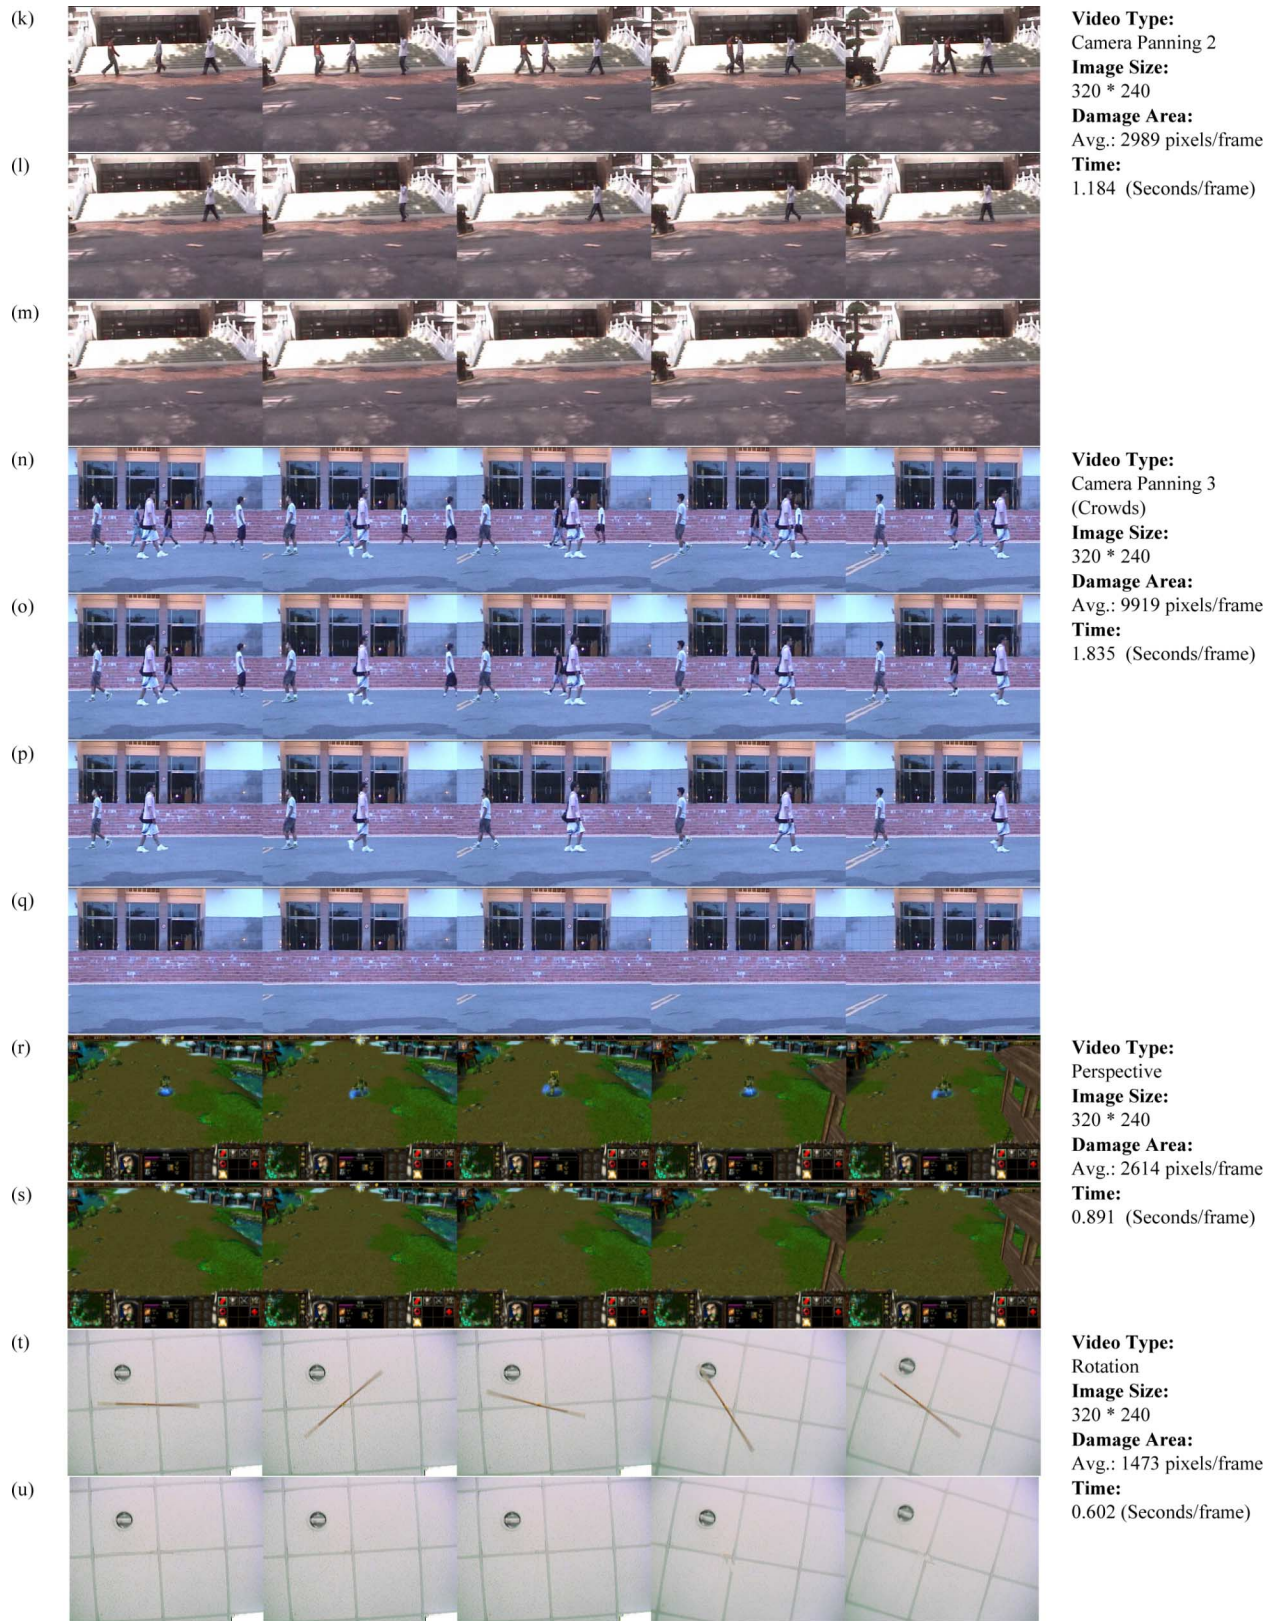 (k)
Video Type:
Camera Panning 2
Image Size:
320 * 240
Damage Area:
Avg.: 2989 pixels/frame
Time:
1.184 (Seconds/frame)
(l)
(m)
(n)
Video Type:
Camera Panning 3
(Crowds)
Image Size:
320 * 240
Damage Area:
Avg.: 9919 pixels/frame
Time:
1.835 (Seconds/frame)
(o)
(p)
(q)
(r)
Video Type:
Perspective
Image Size:
320 * 240
Damage Area:
Avg.: 2614 pixels/frame
Time:
0.891 (Seconds/frame)
(s)
(t)
Video Type:
Rotation
Image Size:
320 * 240
Damage Area:
Avg.: 1473 pixels/frame
Time:
0.602 (Seconds/frame)
(u)